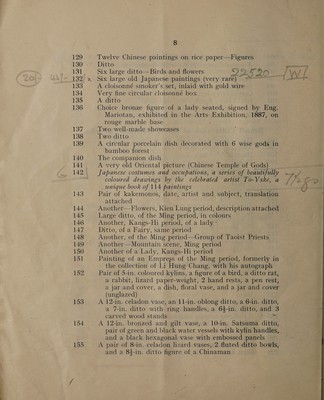 8
129 Twelve Chinese paintings on rice paper—Figures
130 Ditto
131 Six large ditto—Birds and flowers
132 Six large old Japanese paintings (very rare)
133 A cloisonné smoker's set, inlaid with gold wire
134 Very fine circular cloisonné box
135 A ditto
136 Choice bronze figure of a lady seated, signed by Eng.
Mariotan, exhibited in the Arts Exhibition, 1887, on
rouge marble base
137 Two well-made showcases
138 Two ditto
139 A circular porcelain dish decorated with 6 wise gods in
bamboo forest
140 The companion dish
141 A very old Oriental picture (Chinese Temple of Gods)
142 Japanese costumes and occupations, a series of beautifully
coloured drawings by the celebrated artist To-Yoke, a
unique book of 114 paintings
143 Pair of kakemonos, date, artist and subject, translation
attached
144 Another—Flowers, Kien Lung period, description attached
145 Large ditto, of the Ming period, in colours
146 Another, Kangs-Hi period, of a lady
147 Ditto, of a Fairy, same period
148 Another, of the Ming period—Group of Taoist Priests
149 Another—Mountain scene, Ming period
150 Another of a Lady, Kangs-Hi period
151 Painting of an Empress of the Ming period, formerly in
the collection of Li Hung Chang, with his autograph
152 Pair of 5-in. coloured kylins, a figure of a bird, a ditto rat,
a rabbit, lizard paper-weight, 2 hand rests, a pen rest,
a jar and cover, a dish, floral vase, and a jar and cover
(unglazed)
153 A 12-in. celadon vase, an 11-in. oblong ditto, a 6-in. ditto,
a 7-in. ditto with ring handles, a 6½-in. ditto, and 3
carved wood stands
154 A 12-in. bronzed and gilt vase, a 10-in. Satsuma ditto,
pair of green and black water vessels with kylin handles,
and a black hexagonal vase with embossed panels
155 A pair of 8-in. celadon lizard vases, 2 fluted ditto bowls,
and a 8½-in. ditto figure of a Chinaman